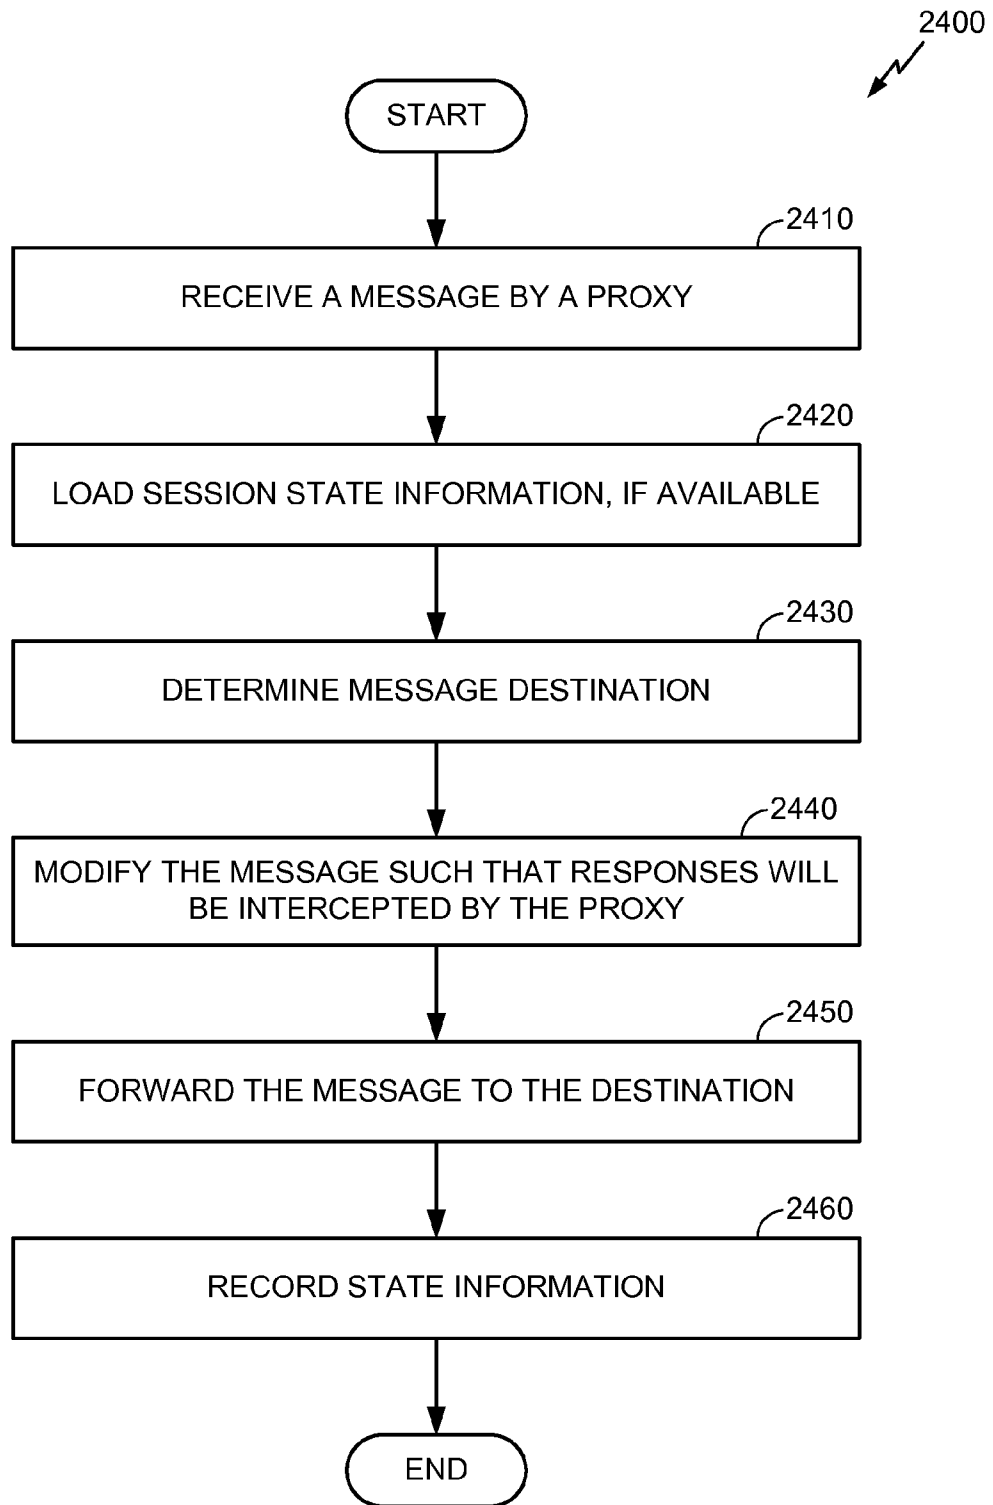 2400
START
2410
RECEIVE A MESSAGE BY A PROXY
2420
LOAD SESSION STATE INFORMATION, IF AVAILABLE
2430
DETERMINE MESSAGE DESTINATION
2440
MODIFY THE MESSAGE SUCH THAT RESPONSES WILL
BE INTERCEPTED BY THE PROXY
2450
FORWARD THE MESSAGE TO THE DESTINATION
2460
RECORD STATE INFORMATION
END